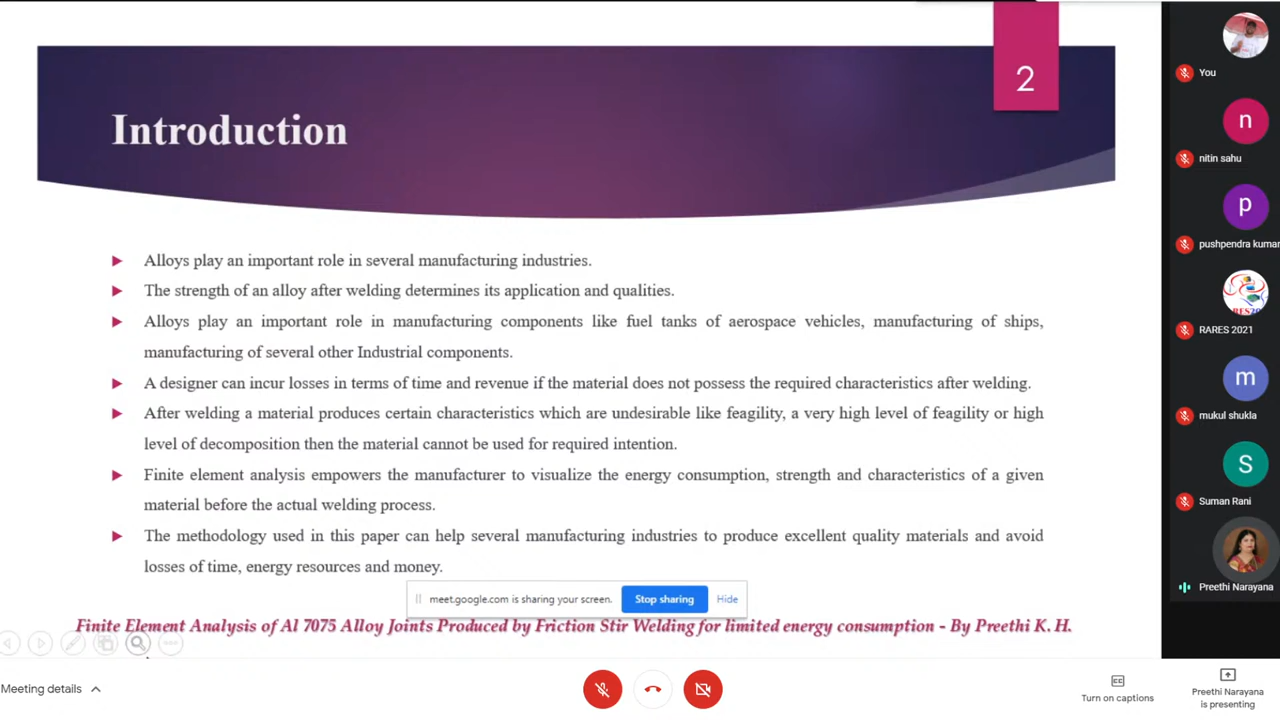 2
Introduction
Alloys play an important role in several manufacturing industries.
The strength of an alloy after welding determines its application and qualities.
Alloys play an important role in manufacturing components like fuel tanks of aerospace vehicles, manufacturing of ships,
manufacturing of several other Industrial components.
A designer can incur losses in terms of time and revenue if the material does not possess the required characteristics after welding.
After welding a material produces certain characteristics which are undesirable like feagility, a very high level of feagility or high
level of decomposition then the material cannot be used for required intention.
Finite element analysis empowers the manufacturer to visualize the energy consumption, strength and characteristics of a given
material before the actual welding process.
The methodology used in this paper can help several manufacturing industries to produce excellent quality materials and avoid
losses of time, energy resources and money.
meet.google.com is sharing your screen.
Stop sharing
Hide
Finite Element Analysis of Al 7075 Alloy Joints Produced by Friction Stir Welding for limited energy consumption - By Preethi K. H.
You
n
nitin sahu
p
pushpendra kumar
RARES 2021
m
mukul shukla
S
Suman Rani
Preethi Narayana
Meeting details
Turn on captions
Preethi Narayana
is presenting